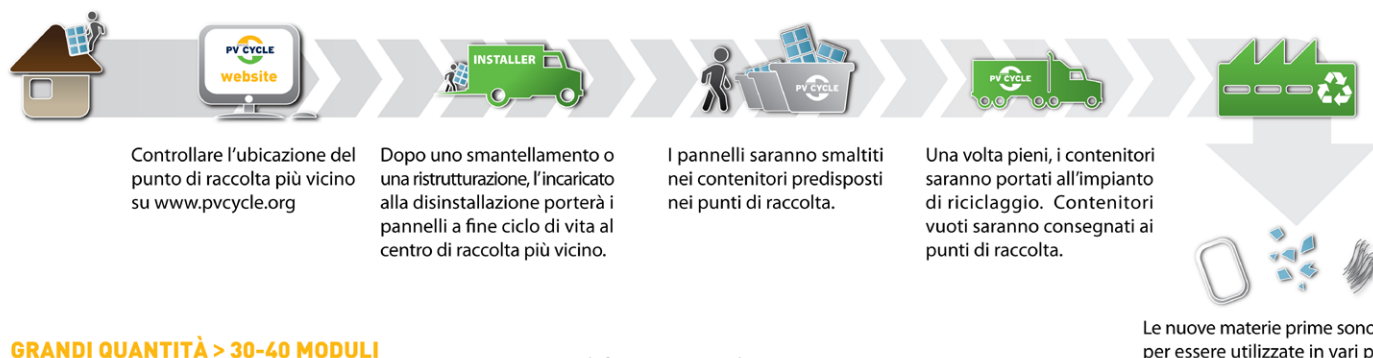 PV CYCLE
website
INSTALLER
PV CYCLE
PV CYCLE
Controllare l'ubicazione del
punto di raccolta più vicino
su www.pvcycle.org
Dopo uno smantellamento o
una ristrutturazione, l'incaricato
alla disinstallazione porterà i
pannelli a fine ciclo di vita al
centro di raccolta più vicino.
I pannelli saranno smaltiti
nei contenitori predisposti
nei punti di raccolta.
Una volta pieni, i contenitori
saranno portati all'impianto
di riciclaggio. Contenitori
vuoti saranno consegnati ai
punti di raccolta.
Le nuove materie prime sono
per essere utilizzate in vari p
GRANDI QUANTITÀ > 30-40 MODULI